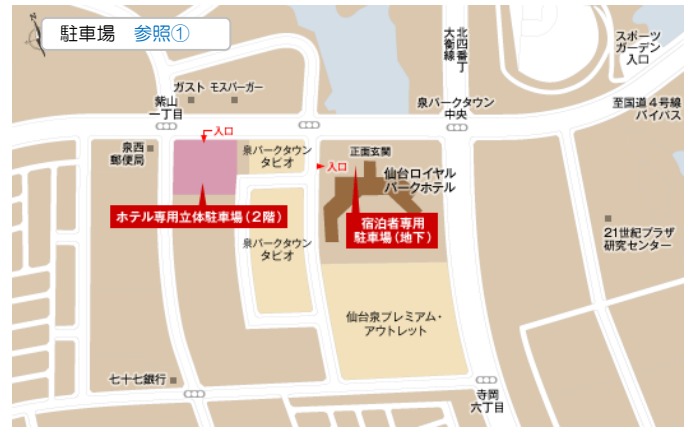 駐車場 参照①
N
北四番丁
大衡線
スポーツ
ガーデン
入口
ガスト モスバーガー
紫山
一丁目
泉パークタウン
中央
至国道4号線
バイパス
入口
泉西
郵便局
泉パークタウン
タピオ
正面玄関
入口
仙台ロイヤル
パークホテル
ホテル専用立体駐車場(2階)
宿泊者専用
駐車場(地下)
21世紀プラザ
研究センター
泉パークタウン
タピオ
仙台泉プレミアム・
アウトレット
七十七銀行
寺岡
六丁目